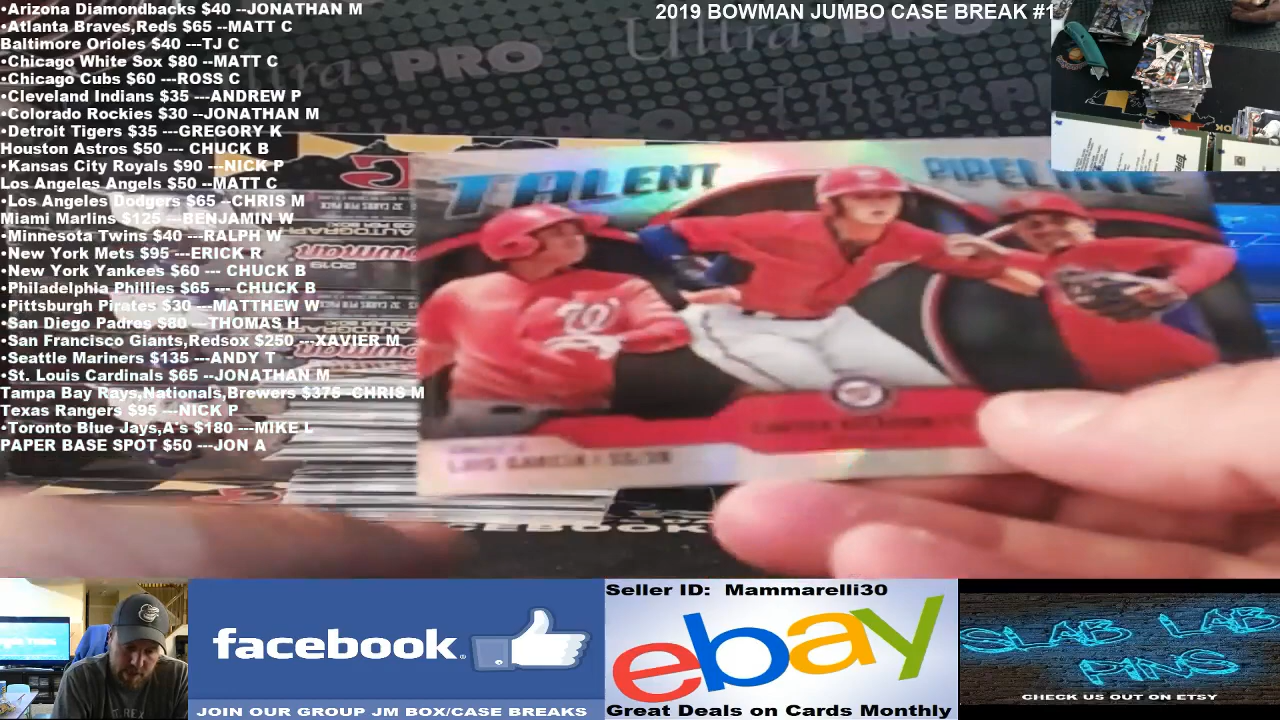 •Arizona Diamondbacks $40 --JONATHAN M
•Atlanta Braves,Reds $65 --MATT C
Baltimore Orioles $40 ---TJ C
•Chicago White Sox $80 --MATT C
•Chicago Cubs $60 ---ROSS C
•Cleveland Indians $35 ---ANDREW P
•Colorado Rockies $30 --JONATHAN M
•Detroit Tigers $35 ---GREGORY K
Houston Astros $50 --- CHUCK B
•Kansas City Royals $90 ---NICK P
Los Angeles Angels $50 --MATT C
•Los Angeles Dodgers $65 --CHRIS M
Miami Marlins $125 ---BENJAMIN W
•Minnesota Twins $40 ---RALPH W
•New York Mets $95 ---ERICK R
•New York Yankees $60 --- CHUCK B
•Philadelphia Phillies $65 --- CHUCK B
•Pittsburgh Pirates $30 ---MATTHEW W
•San Diego Padres $80 ---THOMAS H
•San Francisco Giants,Redsox $250 ---XAVIER M
•Seattle Mariners $135 ---ANDY T
•St. Louis Cardinals $65 --JONATHAN M
Tampa Bay Rays,Nationals,Brewers $375 -CHRIS M
Texas Rangers $95 ---NICK P
•Toronto Blue Jays,A's $180 ---MIKE L
PAPER BASE SPOT $50 ---JON A
2019 BOWMAN JUMBO CASE BREAK #1
Ultra PRO
TALENT PIPELINE
W
LUIS GARCIA | SS/3B
facebook
JOIN OUR GROUP JM BOX/CASE BREAKS
Seller ID: Mammarelli30
ebay
Great Deals on Cards Monthly
SLAB LAB
PINS
CHECK US OUT ON ETSY